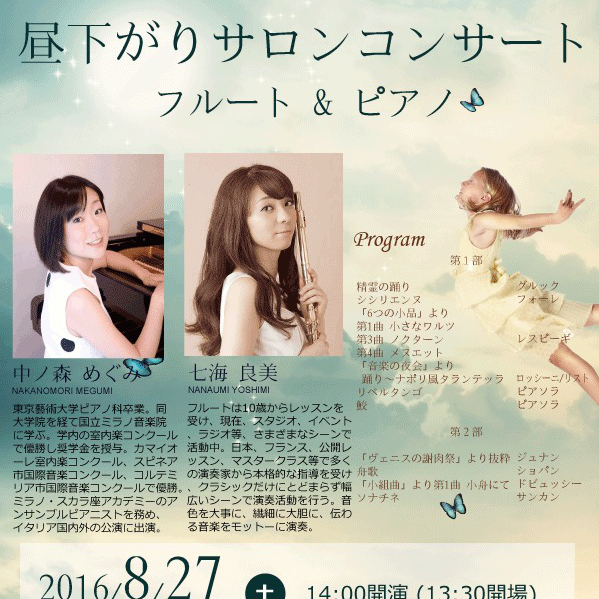 昼下がりサロンコンサート
フルート & ピアノ
中ノ森 めぐみ
NAKANOMORI MEGUMI
東京藝術大学ピアノ科卒業。同
大学院を経て国立ミラノ音楽院
に学ぶ。学内の室内楽コンクール
で優勝し奨学金を授与。カマイオ
ーレ室内楽コンクール、スピネア
市国際音楽コンクール、コルテミ
リア市国際音楽コンクールで優勝。
ミラノ・スカラ座アカデミーのア
ンサンブルピアニストを務め、
イタリア国内外の公演に出演。
七海 良美
NANAUMI YOSHIMI
フルートは10歳からレッスンを
受け、現在、スタジオ、イベント
、ラジオ等、さまざまなシーンで
活動中。日本、フランス、公開レ
ッスン、マスタークラス等で多く
の演奏家から本格的な指導を受け
、クラシックだけにとどまらず幅
広いシーンで演奏活動を行う。音
色を大事に、繊細に大胆に、伝わ
る音楽をモットーに演奏。
Program
第1部
精霊の踊り グルック
シシリエンヌ フォーレ
「6つの小品」より
第1曲 小さなワルツ
第3曲 ノクターン レスピーギ
第4曲 メヌエット
「音楽の夜会」より
踊り～ナポリ風タランテッラ ロッシーニ/リスト
リベルタンゴ ピアソラ
鮫 ピアソラ
第2部
「ヴェニスの謝肉祭」より抜粋 ジュナン
舟歌 ショパン
「小組曲」より第1曲 小舟にて ドビュッシー
ソナチネ サンカン
2016/8/27 土 14:00開演 (13:30開場)